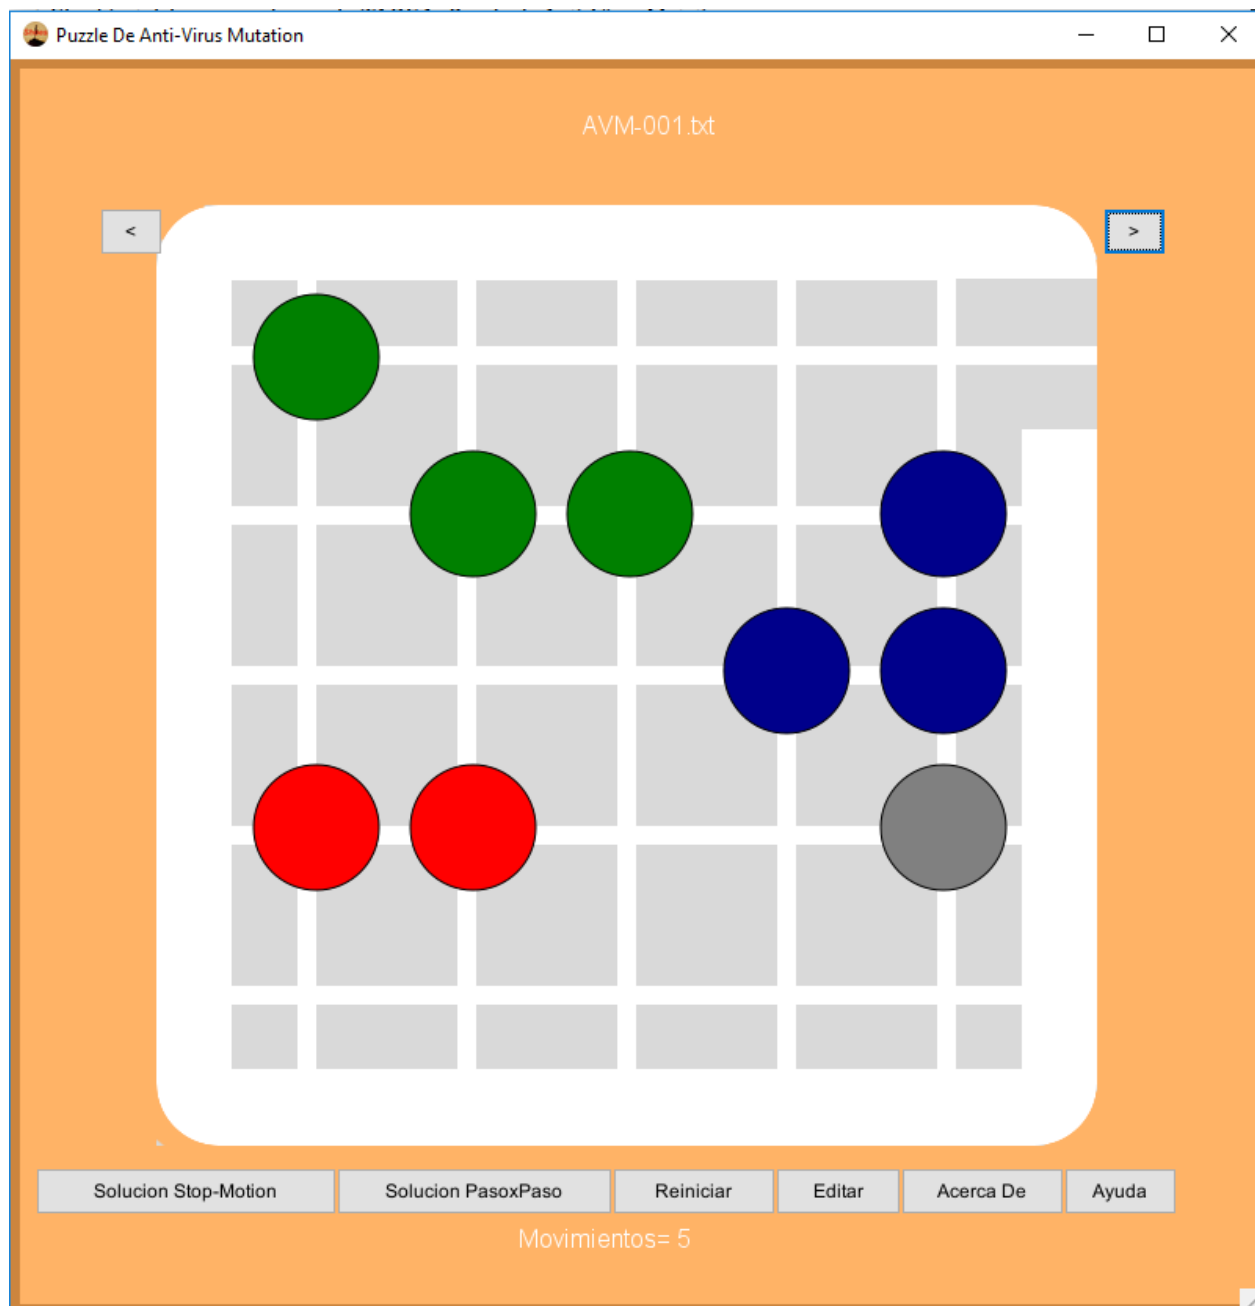 Puzzle De Anti-Virus Mutation
AVM-001.txt
<
>
Solucion Stop-Motion
Solucion PasoxPaso
Reiniciar
Editar
Acerca De
Ayuda
Movimientos= 5